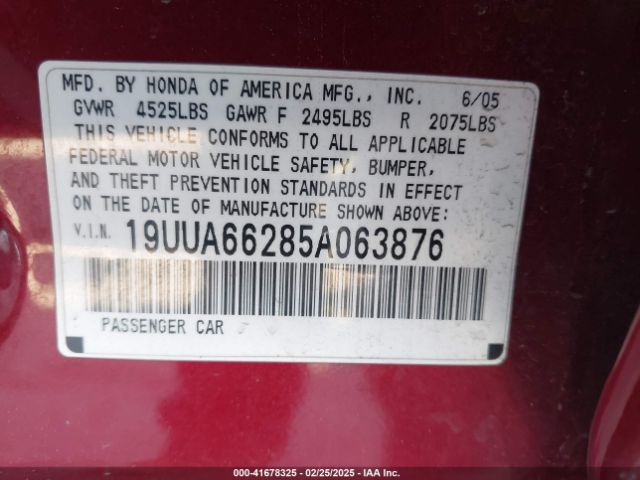 MFD. BY HONDA OF AMERICA MFG., INC. 6/05
GVWR 4525LBS GAWR F 2495LBS R 2075LBS
THIS VEHICLE CONFORMS TO ALL APPLICABLE
FEDERAL MOTOR VEHICLE SAFETY, BUMPER,
AND THEFT PREVENTION STANDARDS IN EFFECT
ON THE DATE OF MANUFACTURE SHOWN ABOVE:
V.I.N. 19UUA66285A063876
PASSENGER CAR
000-41678325 - 02/25/2025 - IAA Inc.